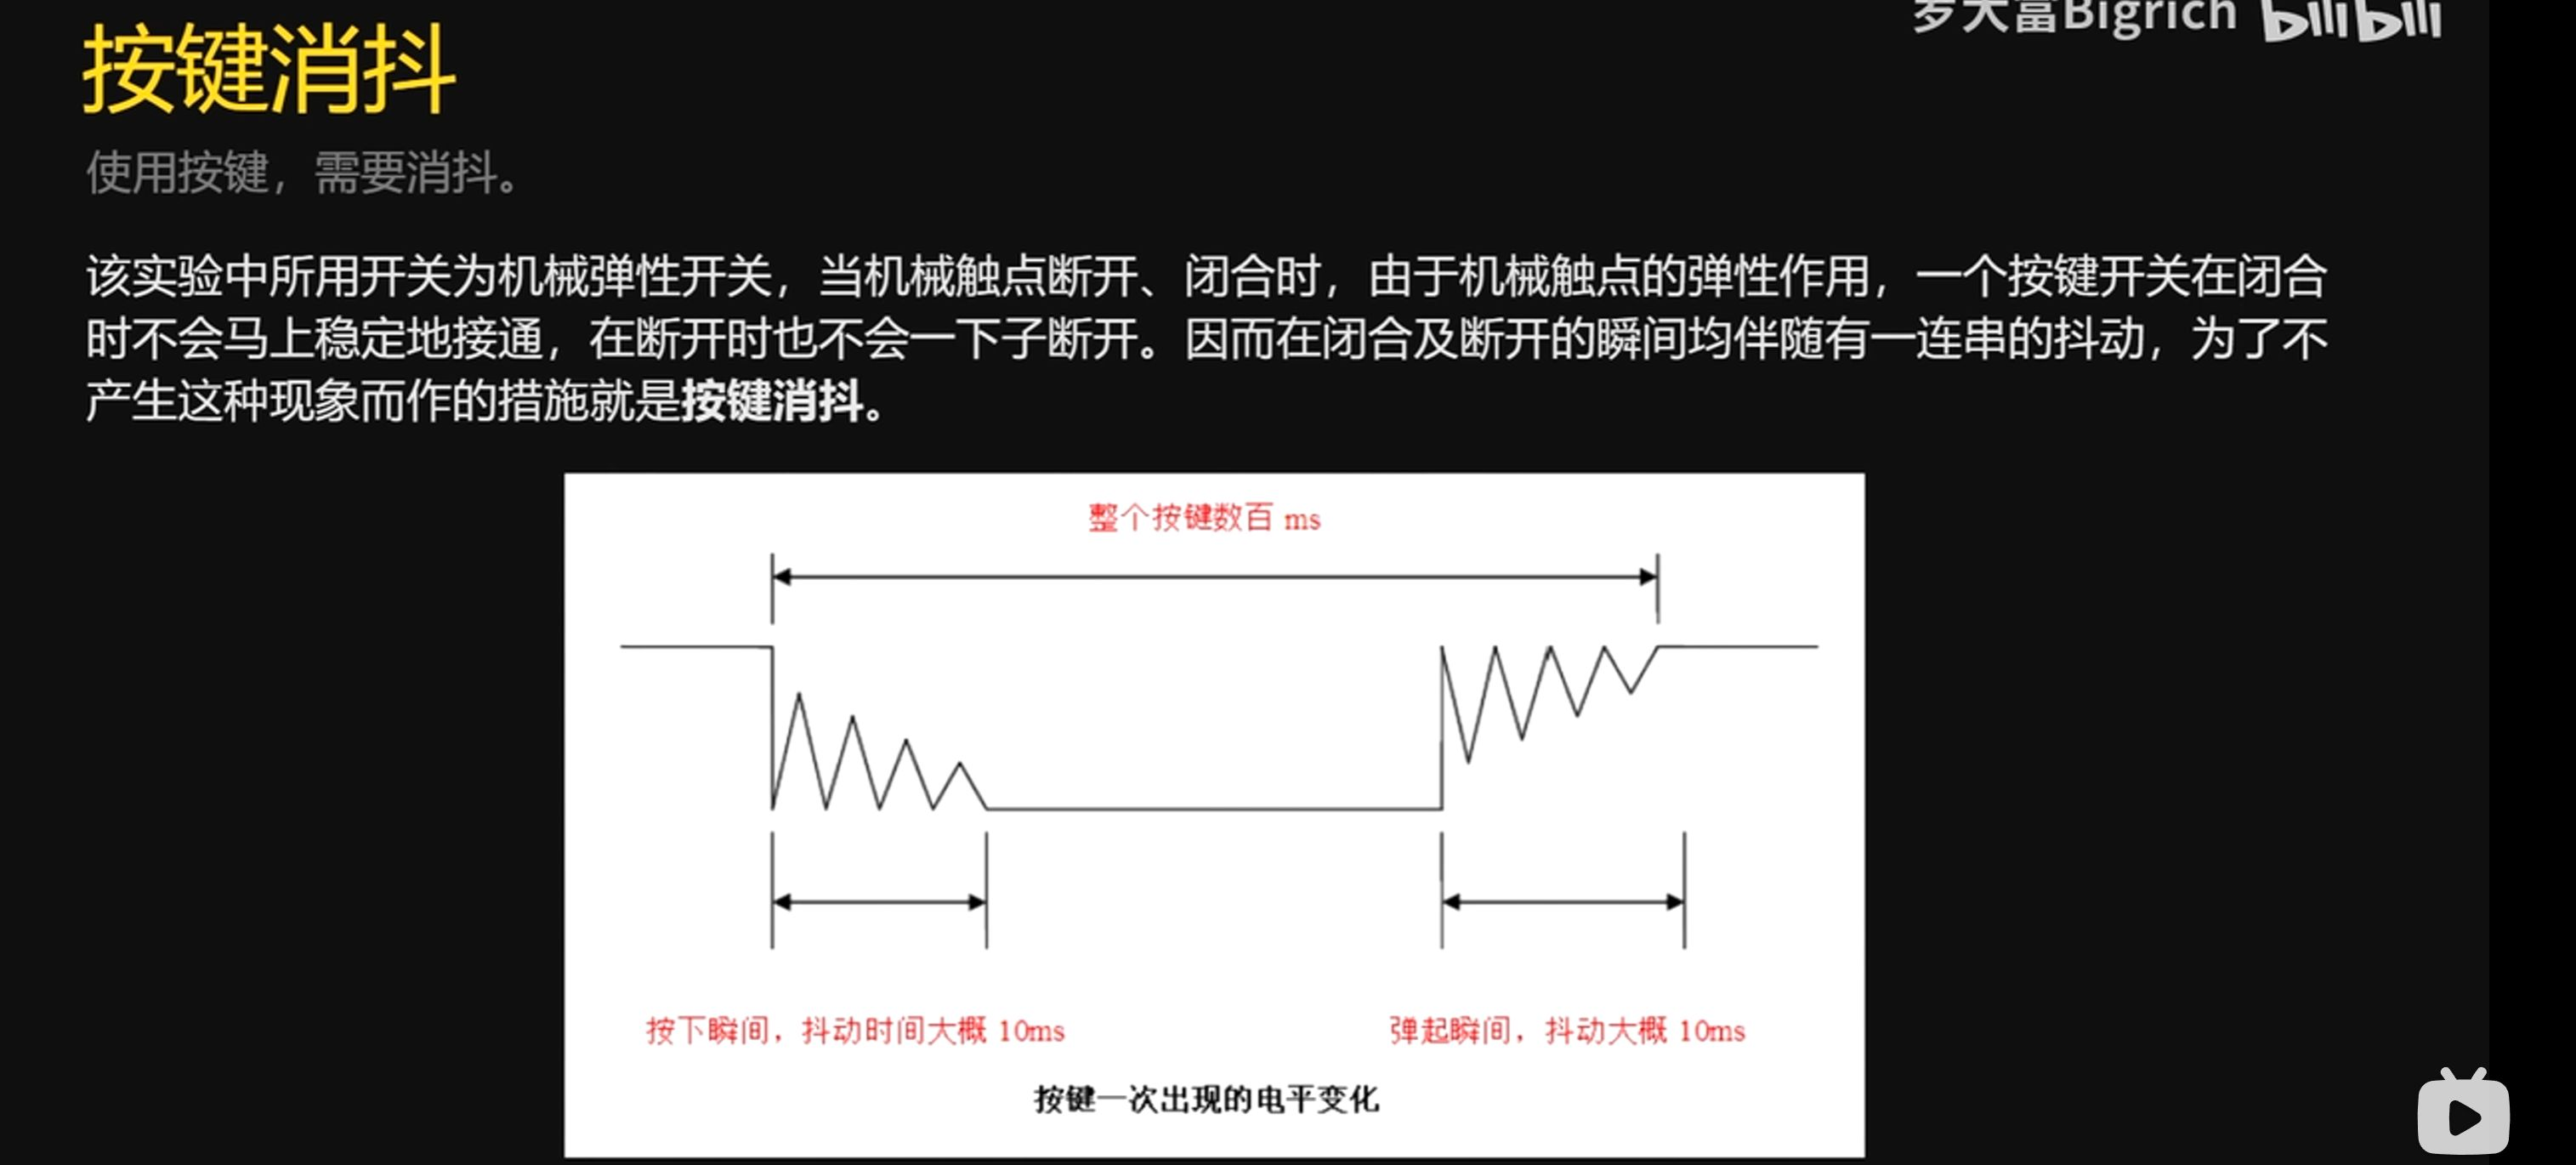 罗大富Bigrich bilibili
按键消抖
使用按键，需要消抖。
该实验中所用开关为机械弹性开关，当机械触点断开、闭合时，由于机械触点的弹性作用，一个按键开关在闭合
时不会马上稳定地接通，在断开时也不会一下子断开。因而在闭合及断开的瞬间均伴随有一连串的抖动，为了不
产生这种现象而作的措施就是按键消抖。
整个按键数百 ms
按下瞬间，抖动时间大概 10ms
弹起瞬间，抖动大概 10ms
按键一次出现的电平变化